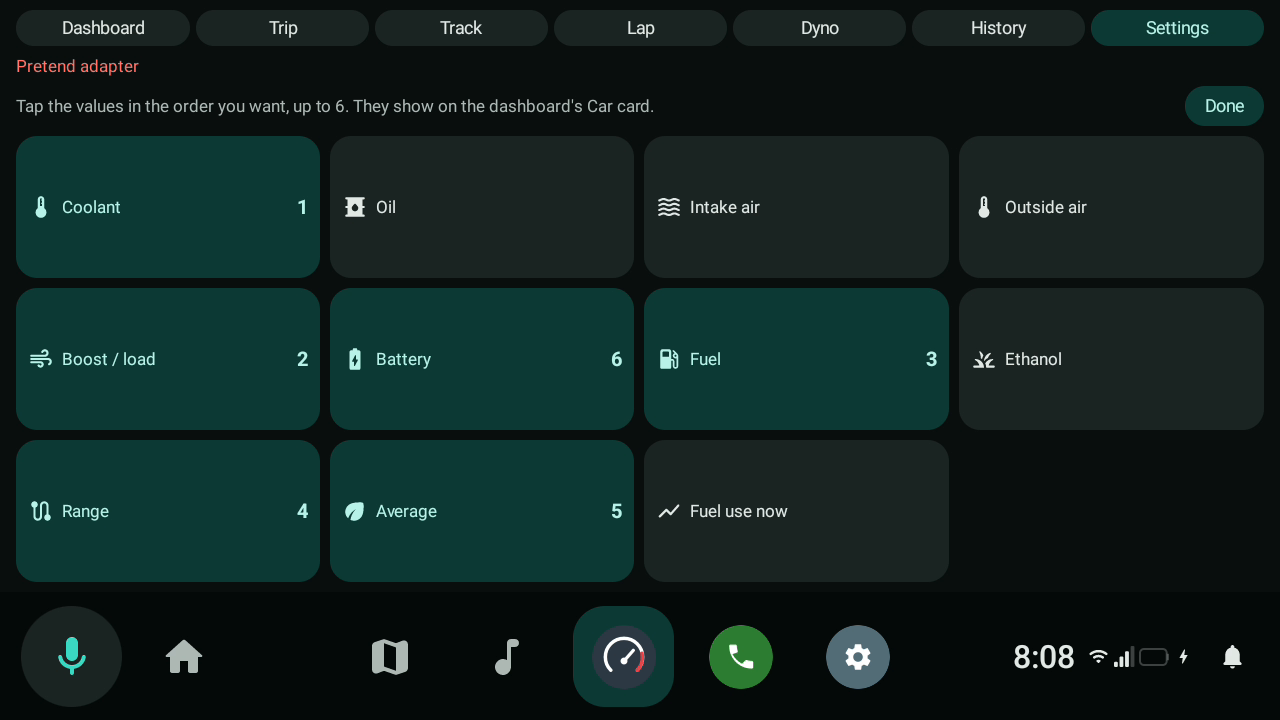 Dashboard
Trip
Track
Lap
Dyno
History
Settings
Pretend adapter
Tap the values in the order you want, up to 6. They show on the dashboard's Car card.
Done
Coolant 1
Oil
Intake air
Outside air
Boost / load 2
Battery 6
Fuel 3
Ethanol
Range 4
Average 5
Fuel use now
8:08